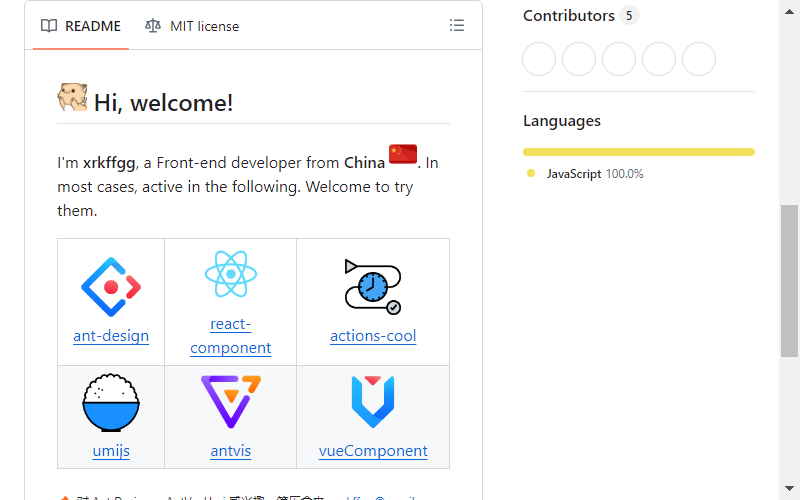 README
MIT license
Hi, welcome!
I'm xrkffgg, a Front-end developer from China . In
most cases, active in the following. Welcome to try
them.
ant-design
react-
component
actions-cool
umijs
antvis
vueComponent
Contributors 5
Languages
JavaScript 100.0%